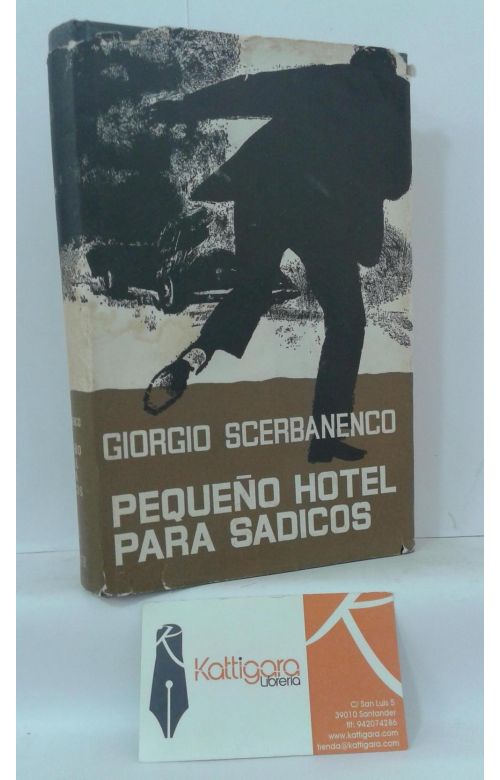 GIORGIO SCERBANENCO
PEQUEÑO HOTEL
PARA SADICOS
Kattigara
Librería
C/ San Luis 5
39010 Santander
tlf: 942074286
www.kattigara.com
tienda@kattigara.com